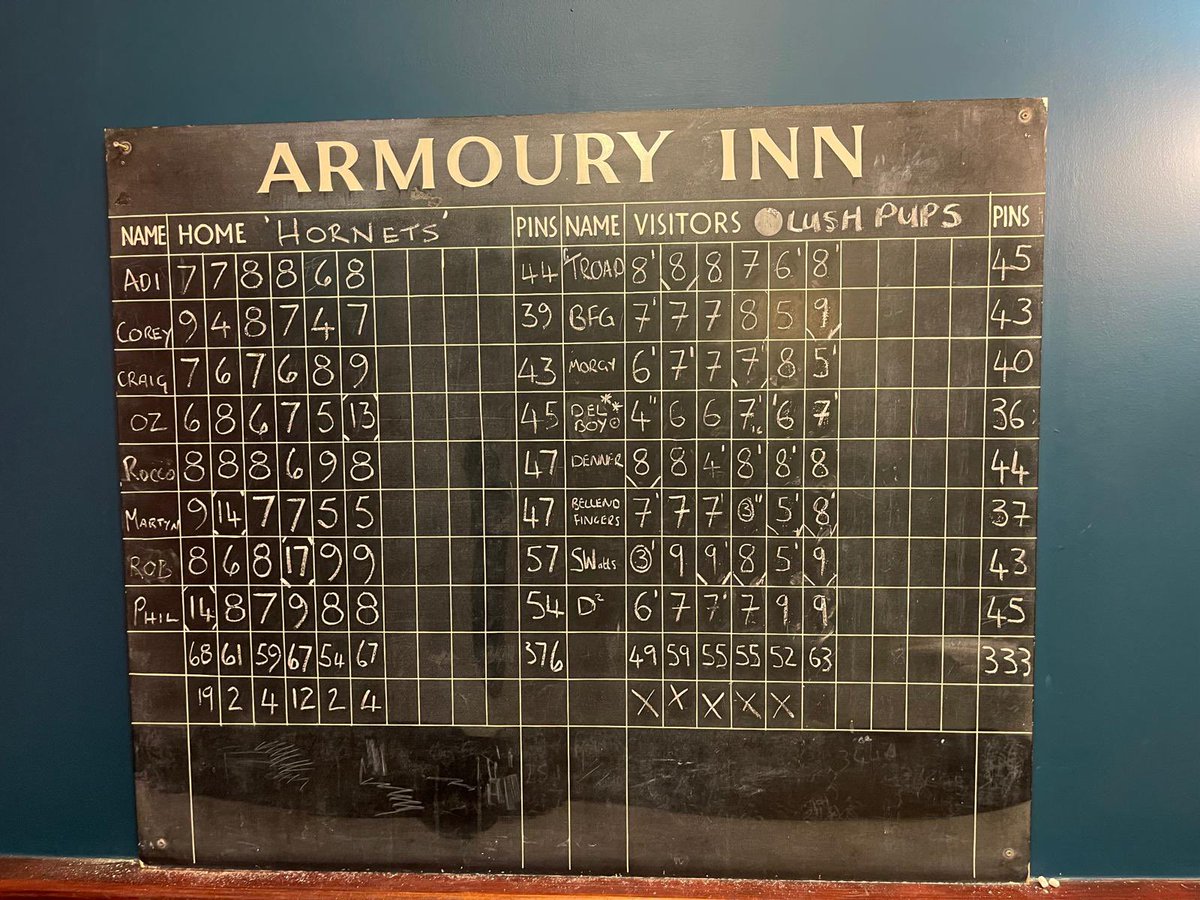 ARMOURY INN
NAME HOME 'HORNETS' PINS NAME VISITORS LUSH PUPS PINS
ADI 7 7 8 8 6 8 44 TROAD 8' 8 8 7 6' 8' 45
COREY 9 4 8 7 4 7 39 BFG 7' 7 7 8 5 9 43
CRAIG 7 6 7 6 8 9 43 MORGY 6' 7' 7 7' 8 5' 40
OZ 6 8 6 7 5 13 45 DEL BOY 4" 6 6 7' '6 7' 36
ROCCO 8 8 8 6 9 8 47 DENNER 8 8 4' 8' 8' 8 44
MARTYN 9 14 7 7 5 5 47 BELLEND FINGERS 7' 7 7' 3" 5' 8' 37
ROB 8 6 8 17 9 9 57 SWatts 3' 9 9' 8 5' 9 43
PHIL 14 8 7 9 8 8 54 D² 6' 7 7' 7 9 9 45
68 61 59 67 54 67 376 49 59 55 55 52 63 333
19 2 4 12 2 4 X X X X X